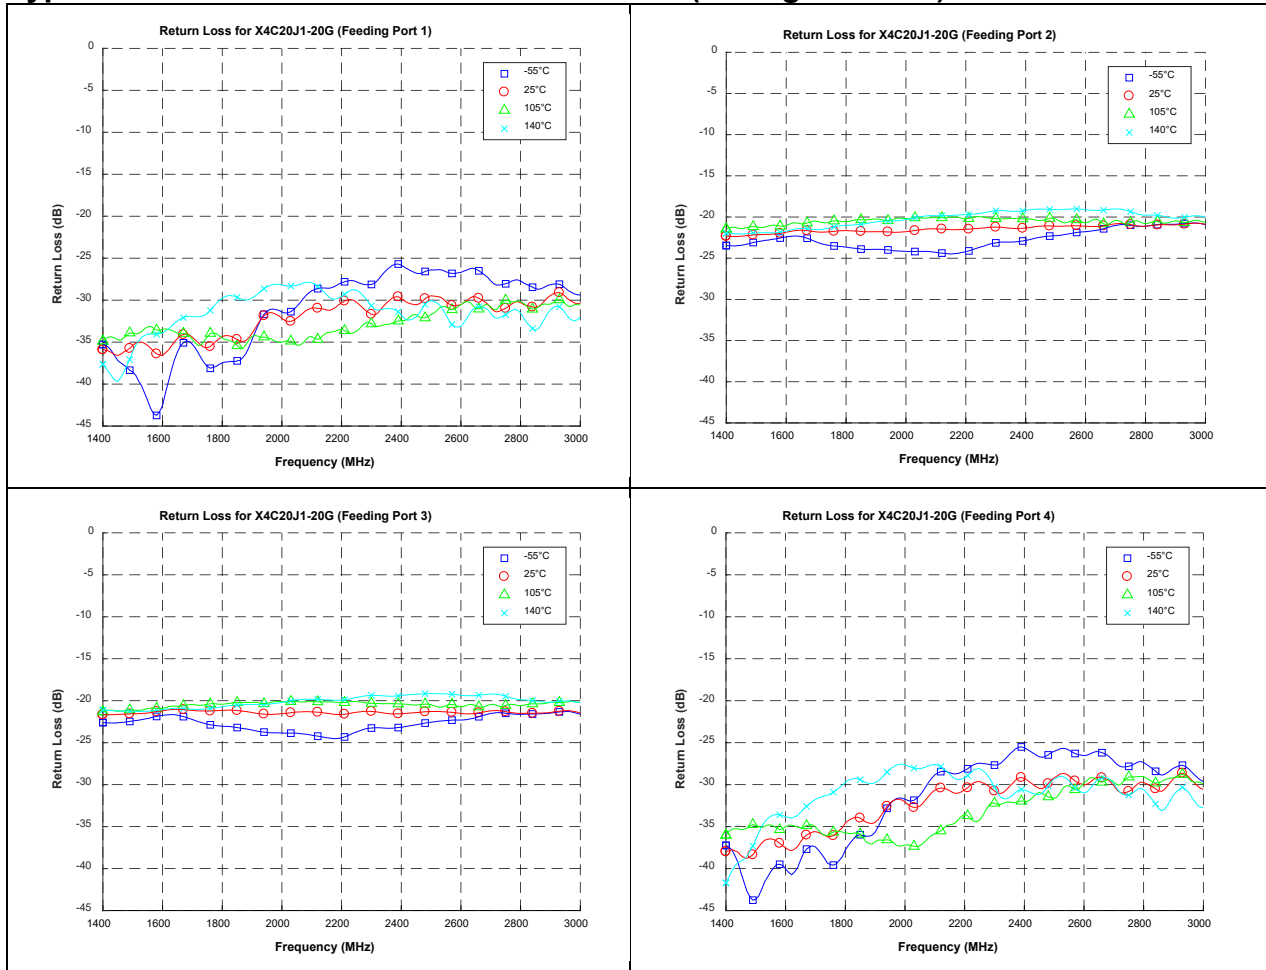 Return Loss for X4C20J1-20G (Feeding Port 1)
0
-5
-10
-15
-20
-25
-30
-35
-40
-45
Return Loss (dB)
1400 1600 1800 2000 2200 2400 2600 2800 3000
Frequency (MHz)
-55°C
25°C
105°C
140°C
Return Loss for X4C20J1-20G (Feeding Port 2)
0
-5
-10
-15
-20
-25
-30
-35
-40
-45
Return Loss (dB)
1400 1600 1800 2000 2200 2400 2600 2800 3000
Frequency (MHz)
-55°C
25°C
105°C
140°C
Return Loss for X4C20J1-20G (Feeding Port 3)
0
-5
-10
-15
-20
-25
-30
-35
-40
-45
Return Loss (dB)
1400 1600 1800 2000 2200 2400 2600 2800 3000
Frequency (MHz)
-55°C
25°C
105°C
140°C
Return Loss for X4C20J1-20G (Feeding Port 4)
0
-5
-10
-15
-20
-25
-30
-35
-40
-45
Return Loss (dB)
1400 1600 1800 2000 2200 2400 2600 2800 3000
Frequency (MHz)
-55°C
25°C
105°C
140°C